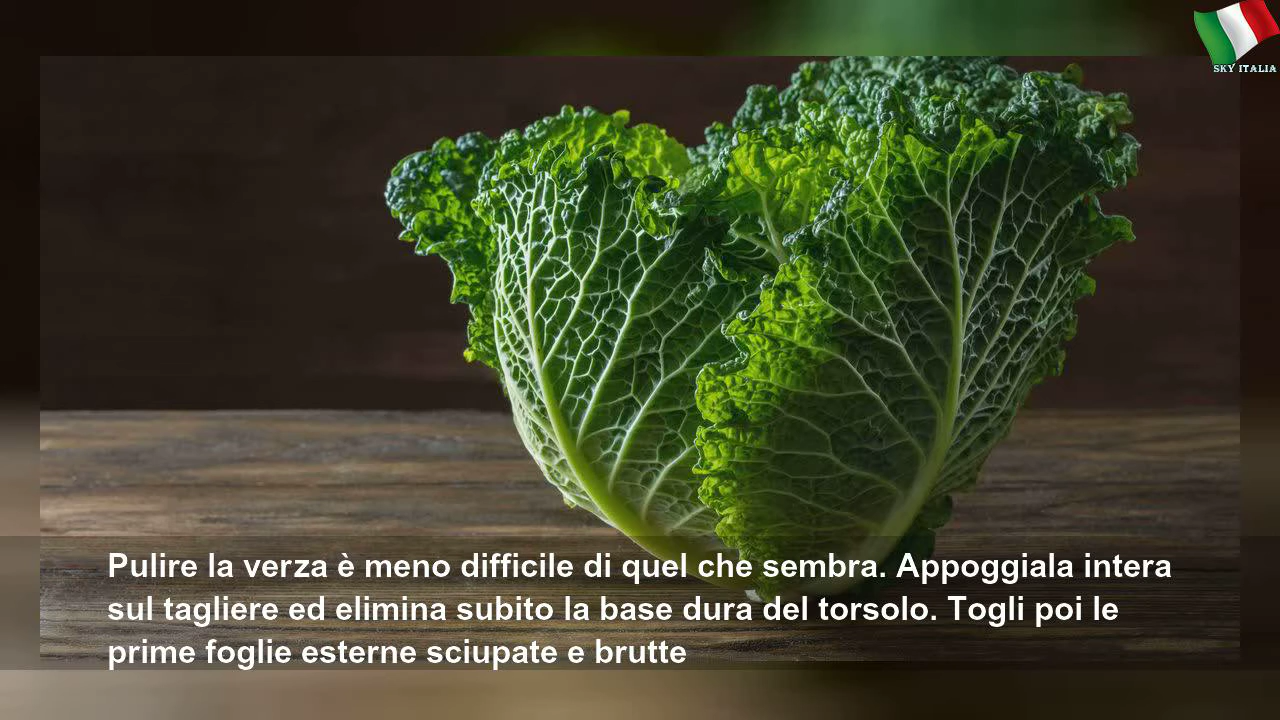 SKY ITALIA
Pulire la verza è meno difficile di quel che sembra. Appoggiala intera
sul tagliere ed elimina subito la base dura del torsolo. Togli poi le
prime foglie esterne sciupate e brutte